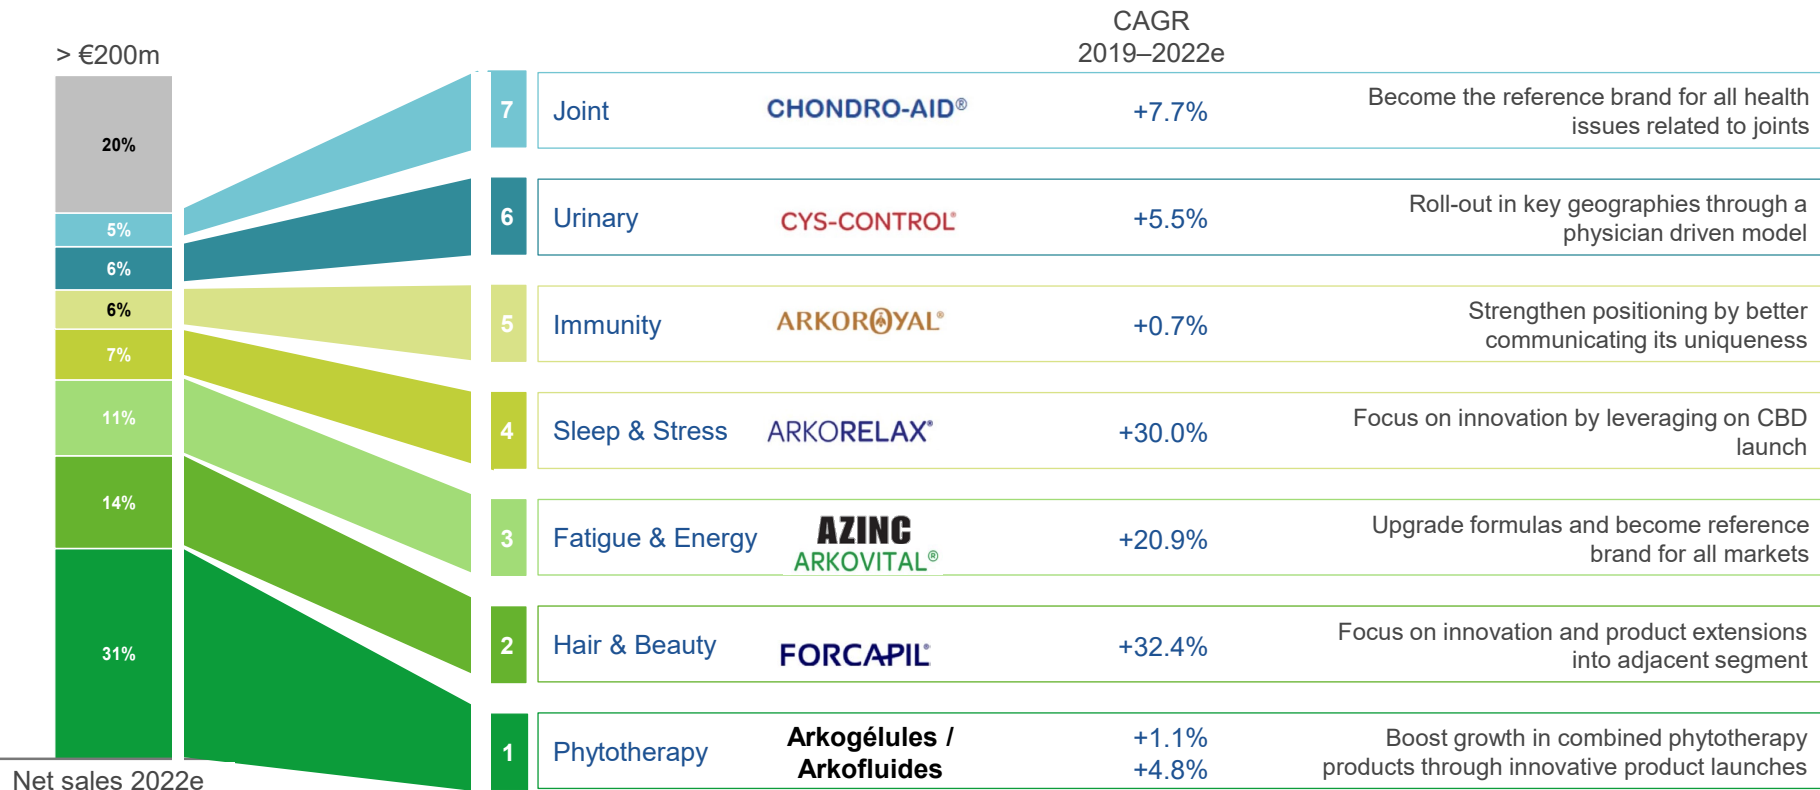 CAGR
2019–2022e
> €200m
20%
5%
6%
6%
7%
11%
14%
31%
Net sales 2022e
7
Joint
CHONDRO-AID®
+7.7%
Become the reference brand for all health
issues related to joints
6
Urinary
CYS-CONTROL®
+5.5%
Roll-out in key geographies through a
physician driven model
5
Immunity
ARKOROYAL®
+0.7%
Strengthen positioning by better
communicating its uniqueness
4
Sleep & Stress
ARKORELAX®
+30.0%
Focus on innovation by leveraging on CBD
launch
3
Fatigue & Energy
AZINC
ARKOVITAL®
+20.9%
Upgrade formulas and become reference
brand for all markets
2
Hair & Beauty
FORCAPIL®
+32.4%
Focus on innovation and product extensions
into adjacent segment
1
Phytotherapy
Arkogélules /
Arkofluides
+1.1%
+4.8%
Boost growth in combined phytotherapy
products through innovative product launches